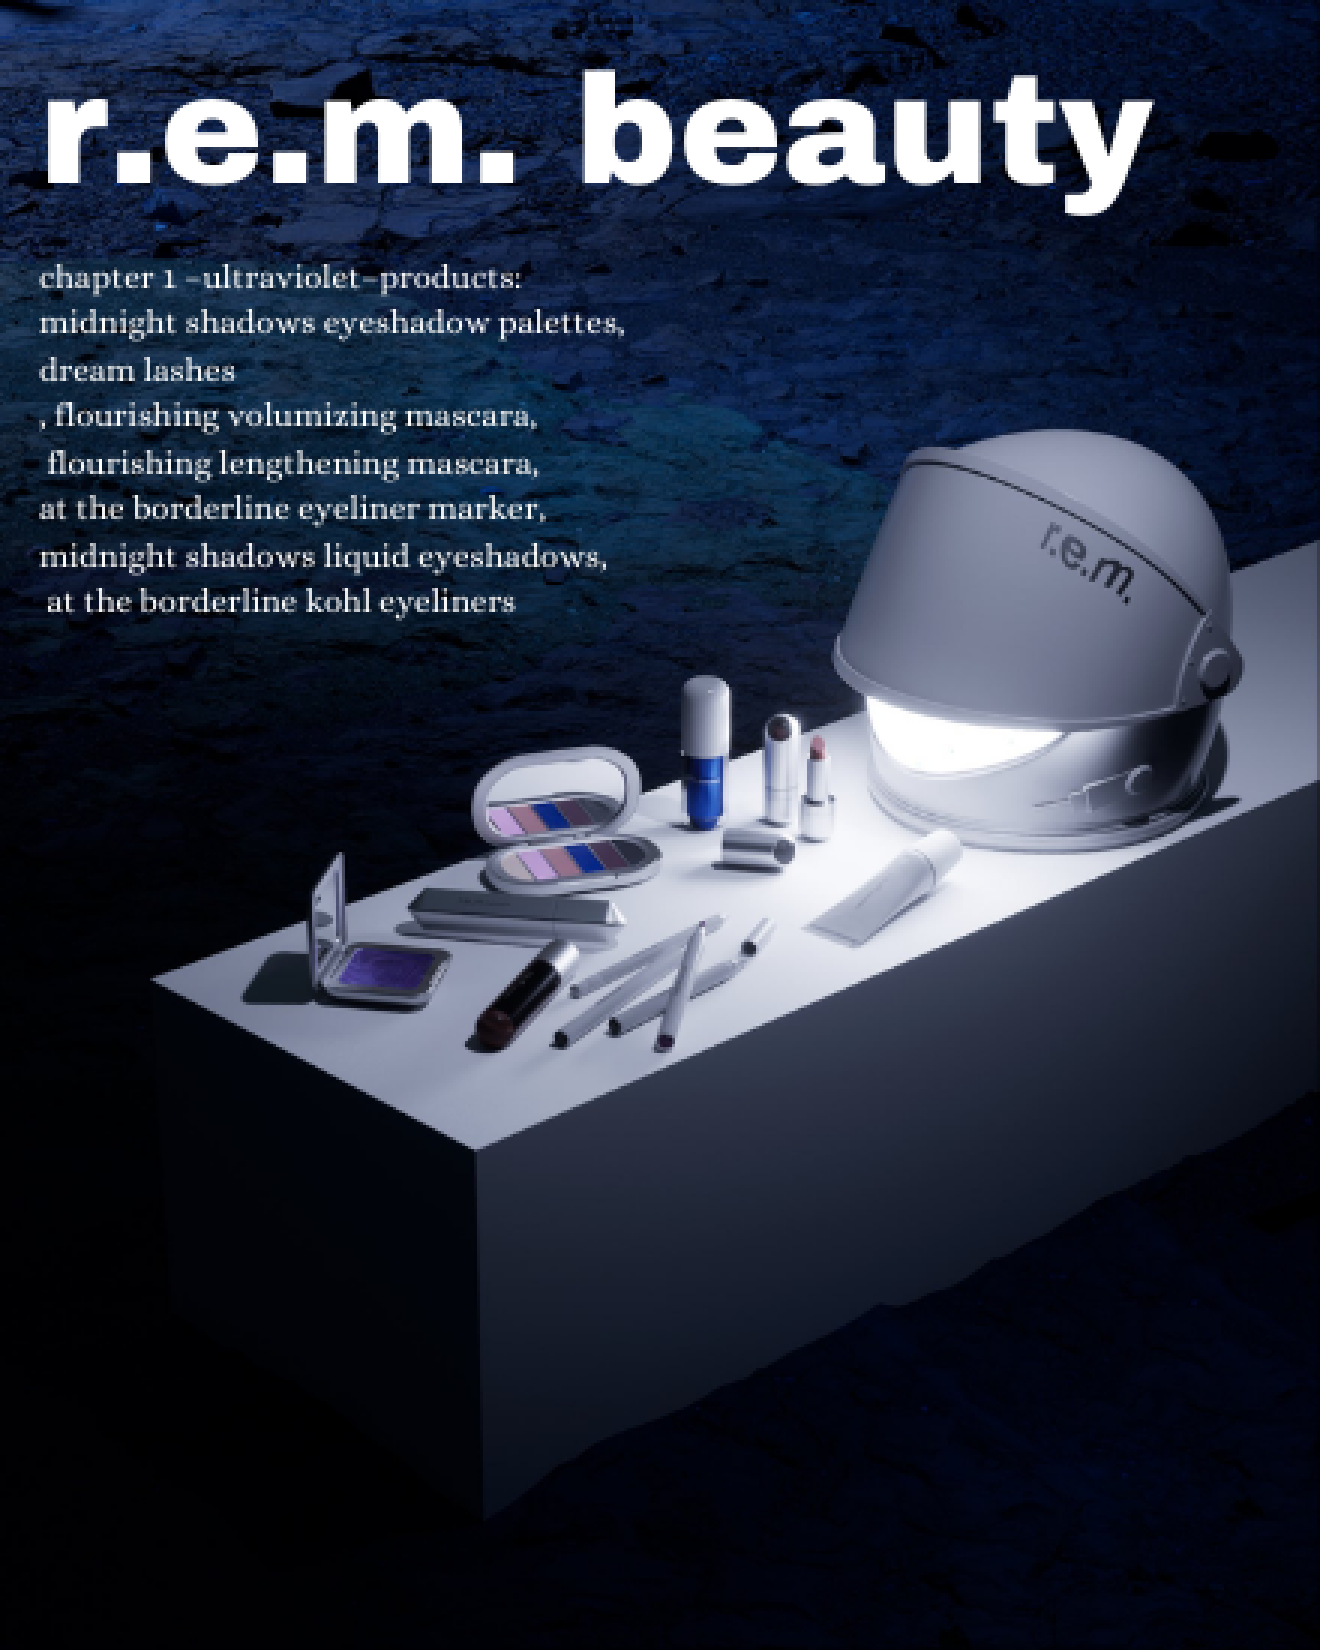 r.e.m. beauty
chapter 1 –ultraviolet–products:
midnight shadows eyeshadow palettes,
dream lashes
, flourishing volumizing mascara,
flourishing lengthening mascara,
at the borderline eyeliner marker,
midnight shadows liquid eyeshadows,
at the borderline kohl eyeliners
r.e.m.